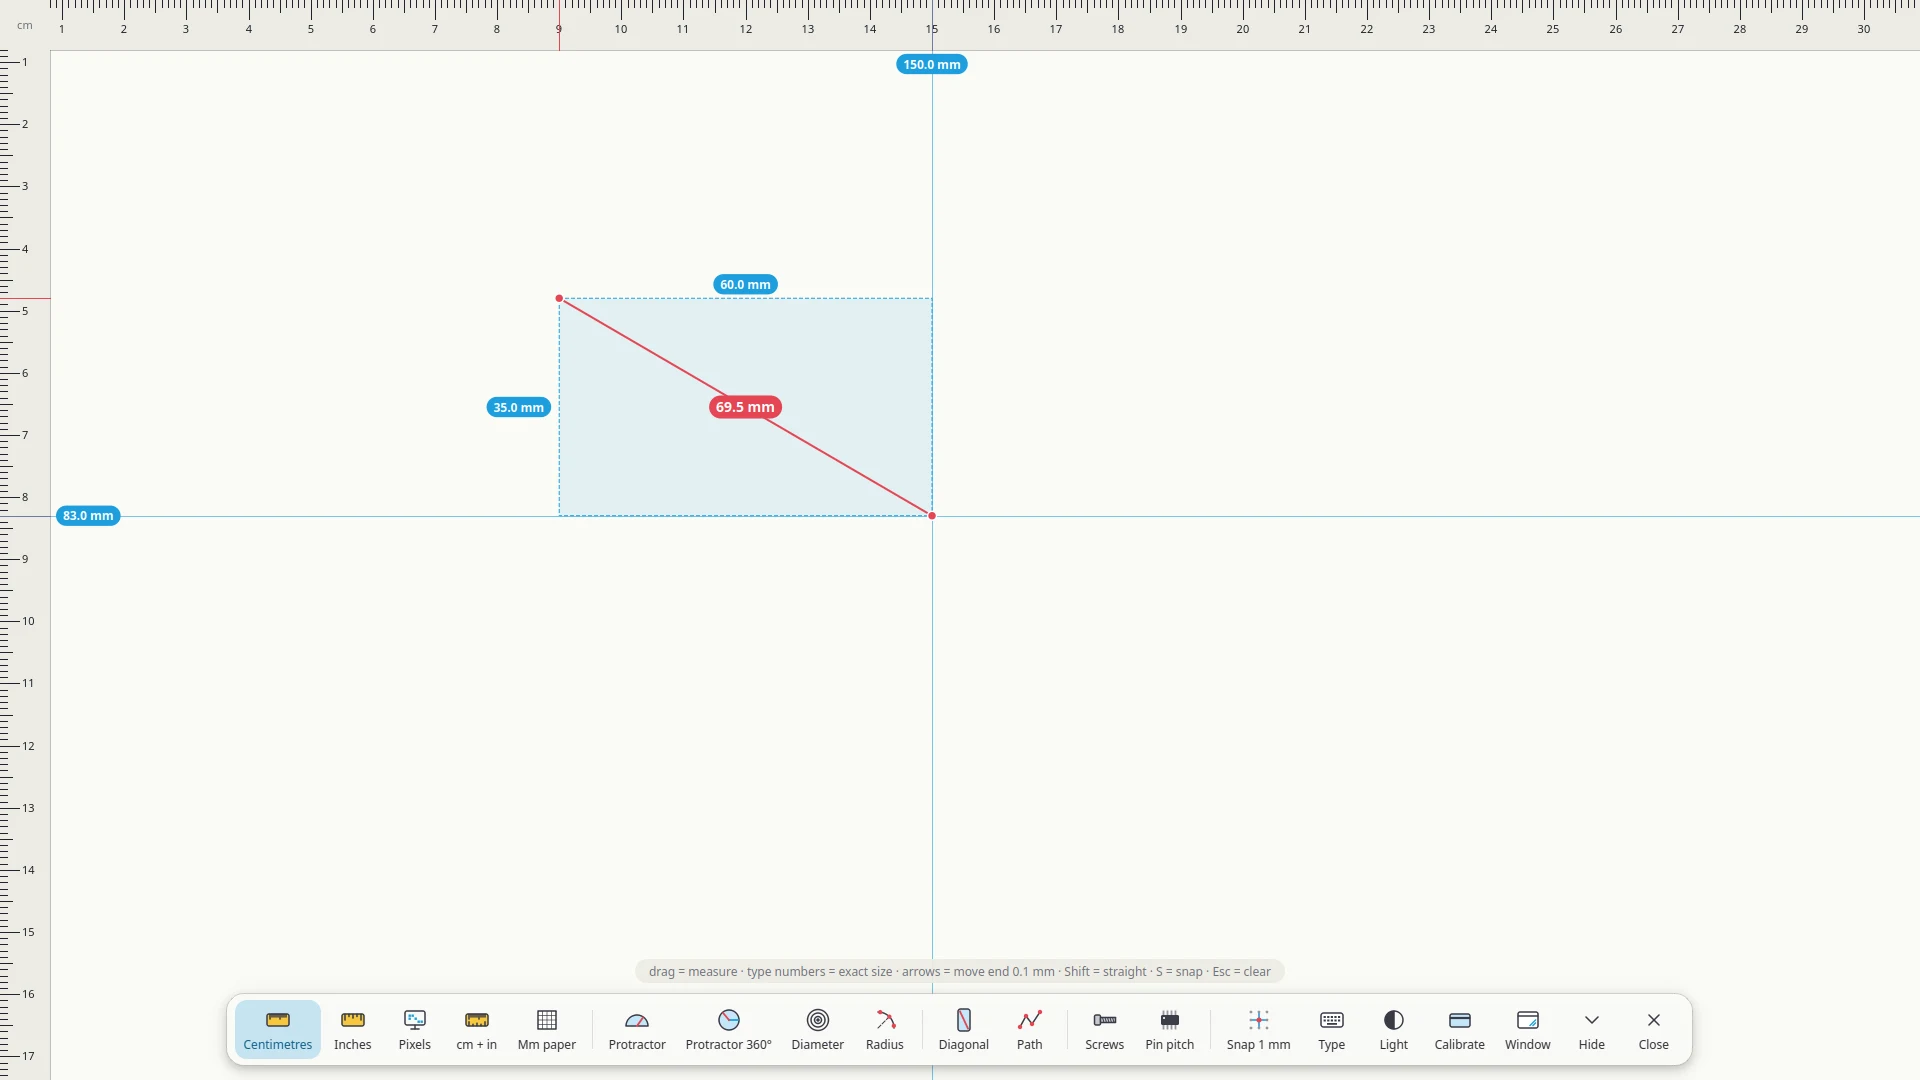 cm
1 2 3 4 5 6 7 8 9 10 11 12 13 14 15 16 17 18 19 20 21 22 23 24 25 26 27 28 29 30
150.0 mm
1
2
3
4
60.0 mm
5
6
35.0 mm
69.5 mm
7
8
83.0 mm
9
10
11
12
13
14
15
drag = measure · type numbers = exact size · arrows = move end 0.1 mm · Shift = straight · S = snap · Esc = clear
16
Centimetres Inches Pixels cm + in Mm paper Protractor Protractor 360° Diameter Radius Diagonal Path Screws Pin pitch Snap 1 mm Type Light Calibrate Window Hide Close
17